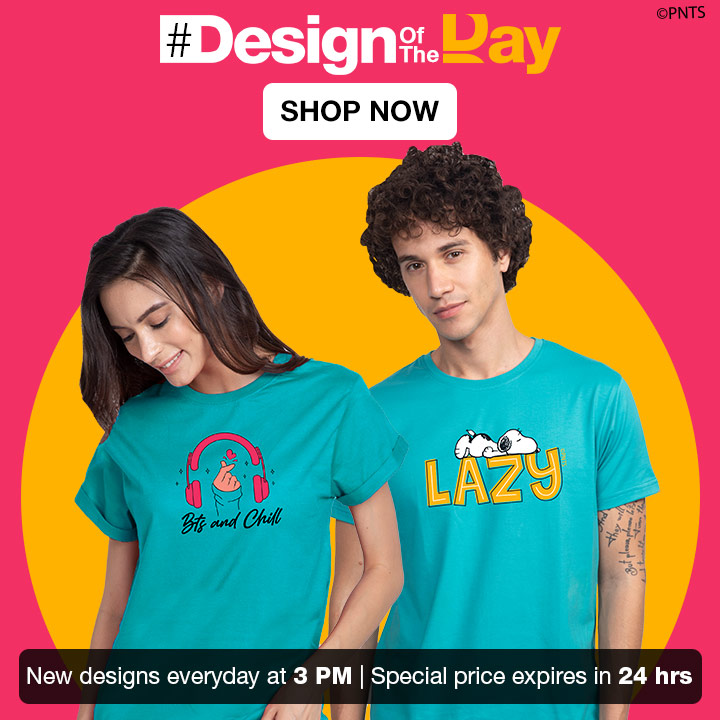 ©PNTS
#Design Of The Day
SHOP NOW
Bts and Chill
LAZY
New designs everyday at 3 PM | Special price expires in 24 hrs